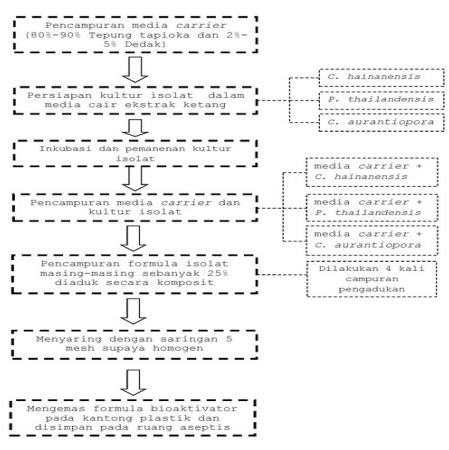 Pencampuran media carrier
(80%-90% Tepung tapioka dan 2%-
5% Dedak)
Persiapan kultur isolat dalam
media cair ekstrak ketang
C. hainanensis
P. thailandensis
C. aurantiopora
Inkubasi dan pemanenan kultur
isolat
Pencampuran media carrier dan
kultur isolat
media carrier +
C. hainanensis
media carrier +
P. thailandensis
media carrier +
C. aurantiopora
Pencampuran formula isolat
masing-masing sebanyak 25%
diaduk secara komposit
Dilakukan 4 kali
campuran
pengadukan
Menyaring dengan saringan 5
mesh supaya homogen
Mengemas formula bioaktivator
pada kantong plastik dan
disimpan pada ruang aseptis